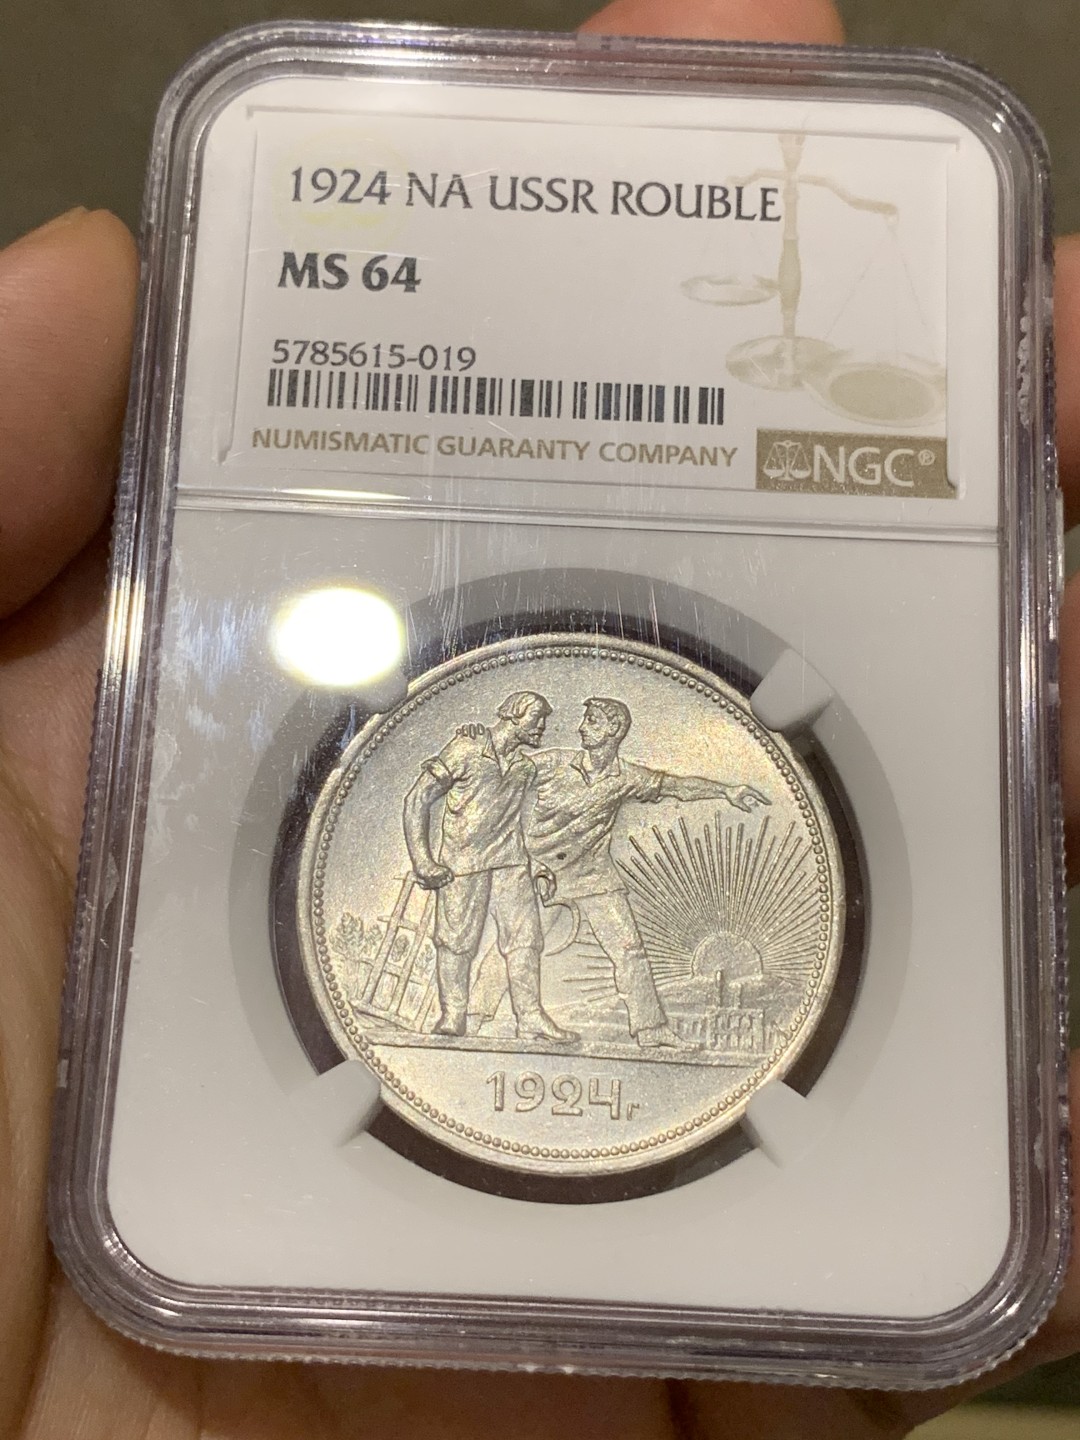 1924 NA USSR ROUBLE
MS 64
5785615-019
NUMISMATIC GUARANTY COMPANY
NGC®
1924г